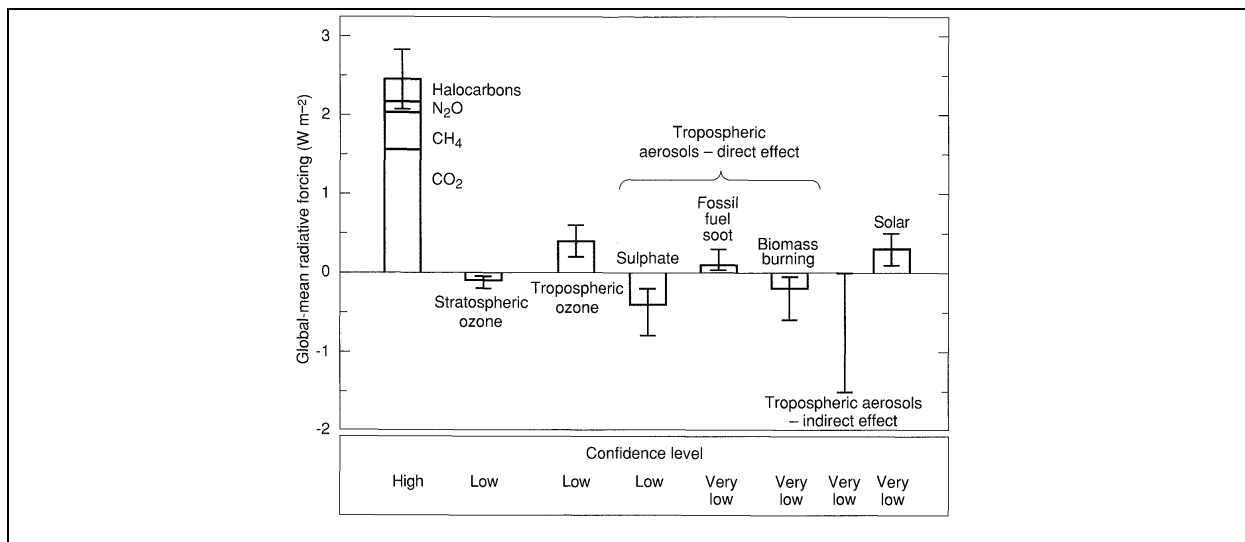 Global-mean radiative forcing (W m–2)
3
2
1
0
-1
-2
Halocarbons
N2O
CH4
CO2
Stratospheric
ozone
Tropospheric
ozone
Tropospheric
aerosols – direct effect
Sulphate
Fossil
fuel
soot
Biomass
burning
Tropospheric aerosols
– indirect effect
Solar
Confidence level
High Low Low Low Very Very Very Very
low low low low